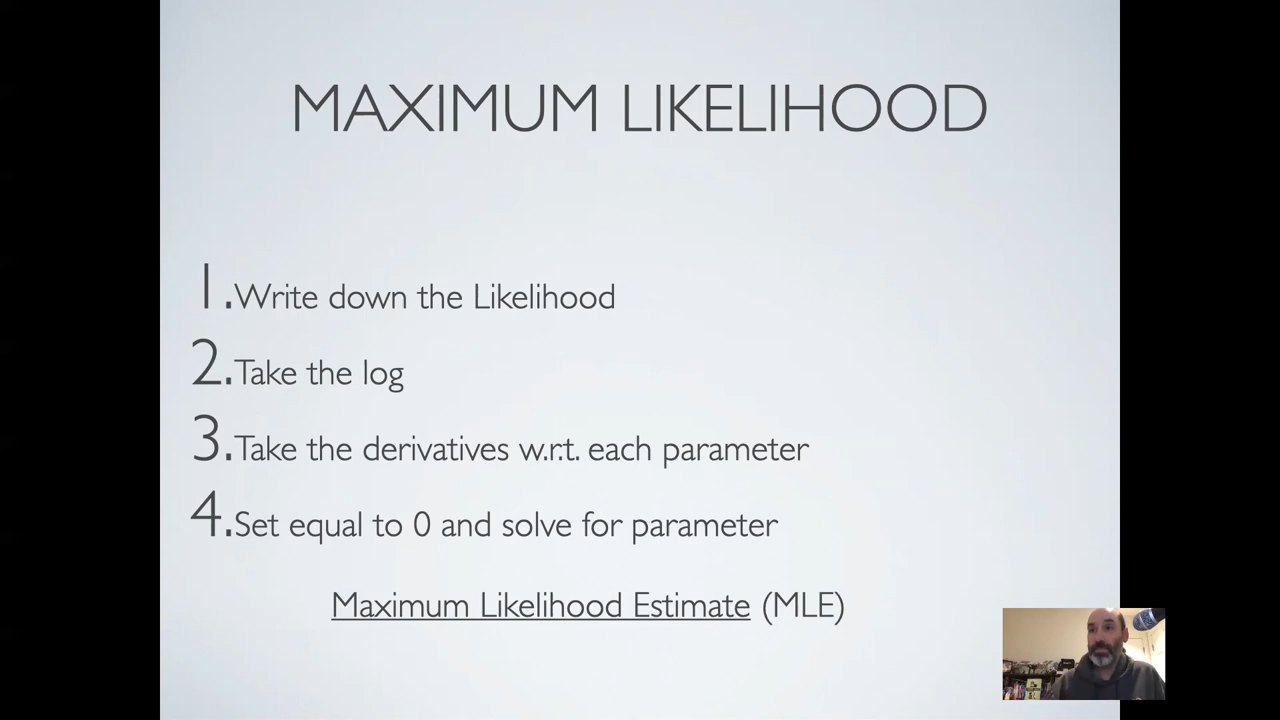 MAXIMUM LIKELIHOOD
1. Write down the Likelihood
2. Take the log
3. Take the derivatives w.r.t. each parameter
4. Set equal to 0 and solve for parameter
Maximum Likelihood Estimate (MLE)